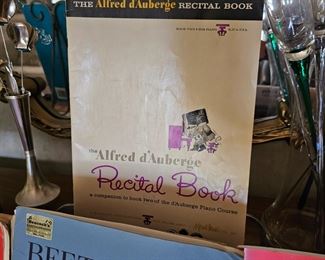 THE Alfred d'Auberge RECITAL BOOK
the Alfred d'Auberge
Recital Book
a companion to book two of the d'Auberge Piano Course
BEET